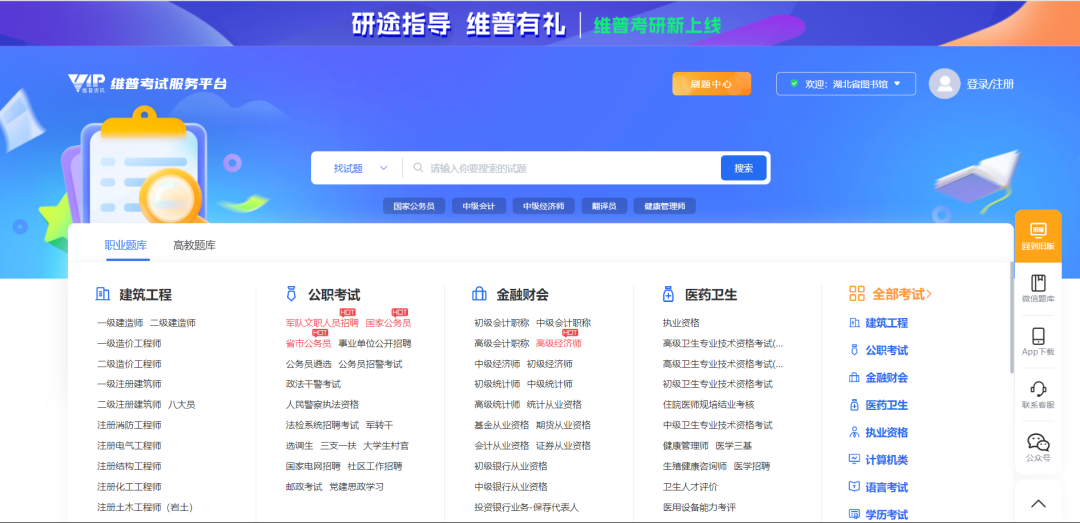 研途指导 维普有礼 维普考研新上线
VIP 维普资讯 维普考试服务平台
刷题中心
欢迎：湖北省图书馆
登录/注册
找试题
请输入你要搜索的试题
搜索
国家公务员 中级会计 中级经济师 翻译员 健康管理师
职业题库 高教题库
建筑工程
一级建造师 二级建造师
一级造价工程师
二级造价工程师
一级注册建筑师
二级注册建筑师 八大员
注册消防工程师
注册电气工程师
注册结构工程师
注册化工工程师
注册土木工程师（岩土）
公职考试
HOT HOT
军队文职人员招聘 国家公务员
HOT
省市公务员 事业单位公开招聘
公务员遴选 公务员招警考试
政法干警考试
人民警察执法资格
法检系统招聘考试 军转干
选调生 三支一扶 大学生村官
国家电网招聘 社区工作招聘
邮政考试 党建思政学习
金融财会
初级会计职称 中级会计职称
HOT
高级会计职称 高级经济师
中级经济师 初级经济师
初级统计师 中级统计师
高级统计师 统计从业资格
基金从业资格 期货从业资格
会计从业资格 证券从业资格
初级银行从业资格
中级银行从业资格
投资银行业务-保荐代表人
医药卫生
执业资格
高级卫生专业技术资格考试(...
高级卫生专业技术资格考试(...
初级卫生专业技术资格考试
住院医师规培结业考核
中级卫生专业技术资格考试
健康管理师 医学三基
生殖健康咨询师 医学招聘
卫生人才评价
医用设备能力考评
全部考试>
建筑工程
公职考试
金融财会
医药卫生
执业资格
计算机类
语言考试
学历考试
回到旧版
微信题库
App下载
联系客服
公众号